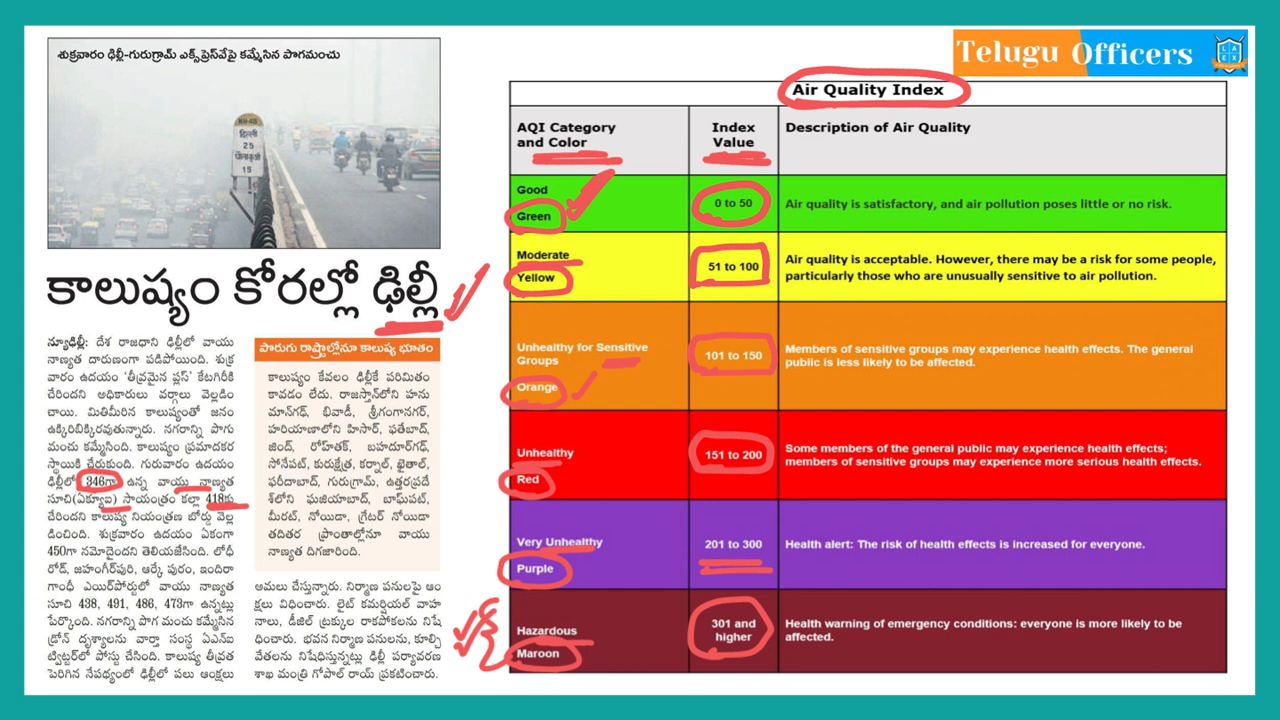 Telugu Officers
శుక్రవారం ఢిల్లీ-గురుగ్రామ్ ఎక్స్‌ప్రెస్‌వేపై కమ్మేసిన పొగమంచు
दिल्ली
25
15
కాలుష్యం కోరల్లో ఢిల్లీ
న్యూఢిల్లీ: దేశ రాజధాని ఢిల్లీలో వాయు
నాణ్యత దారుణంగా పడిపోయింది. శుక్ర
వారం ఉదయం ‘తీవ్రమైన ప్లస్’ కేటగిరీకి
చేరిందని అధికారులు వర్గాలు వెల్లడిం
చాయి. మితిమీరిన కాలుష్యంతో జనం
ఉక్కిరిబిక్కిరవుతున్నారు. నగరాన్ని పొగు
మంచు కమ్మేసింది. కాలుష్యం ప్రమాదకర
స్థాయికి చేరుకుంది. గురువారం ఉదయం
ఢిల్లీలో 346గా ఉన్న వాయు నాణ్యత
సూచి(ఏక్యూఐ) సాయంత్రం కల్లా 418కు
చేరిందని కాలుష్య నియంత్రణ బోర్డు వెల్ల
డించింది. శుక్రవారం ఉదయం ఏకంగా
450గా నమోదైందని తెలియజేసింది. లోధీ
రోడ్, జహంగీర్‌పురి, ఆర్కే పురం, ఇందిరా
గాంధీ ఎయిర్‌పోర్టులో వాయు నాణ్యత
సూచి 438, 491, 486, 473గా ఉన్నట్లు
పేర్కొంది. నగరాన్ని పొగ మంచు కమ్మేసిన
డ్రోన్ దృశ్యాలను వార్తా సంస్థ ఏఎన్ఐ
ట్విట్టర్‌లో పోస్టు చేసింది. కాలుష్య తీవ్రత
పెరిగిన నేపథ్యంలో ఢిల్లీలో పలు ఆంక్షలు
పొరుగు రాష్ట్రాల్లోనూ కాలుష్య భూతం
కాలుష్యం కేవలం ఢిల్లీకే పరిమితం
కావడం లేదు. రాజస్తాన్‌లోని హను
మాన్‌గఢ్, భివాడీ, శ్రీగంగానగర్,
హరియాణాలోని హిసార్, ఫతేబాద్,
జింద్, రోహ్‌తక్, బహదూర్‌గఢ్,
సోనేపట్, కురుక్షేత్ర, కర్నాల్, ఖైతాల్,
ఫరీదాబాద్, గురుగ్రామ్, ఉత్తరప్రదే
శ్‌లోని ఘజియాబాద్, బాఘ్‌పట్,
మీరట్, నోయిడా, గ్రేటర్ నోయిడా
తదితర ప్రాంతాల్లోనూ వాయు
నాణ్యత దిగజారింది.
అమలు చేస్తున్నారు. నిర్మాణ పనులపై ఆం
క్షలు విధించారు. లైట్ కమర్షియల్ వాహ
నాలు, డీజిల్ ట్రక్కుల రాకపోకలను నిషే
ధించారు. భవన నిర్మాణ పనులను, కూల్చి
వేతలను నిషేధిస్తున్నట్లు ఢిల్లీ పర్యావరణ
శాఖ మంత్రి గోపాల్ రాయ్ ప్రకటించారు.
Air Quality Index
AQI Category
and Color
Index
Value
Description of Air Quality
Good
Green
0 to 50
Air quality is satisfactory, and air pollution poses little or no risk.
Moderate
Yellow
51 to 100
Air quality is acceptable. However, there may be a risk for some people,
particularly those who are unusually sensitive to air pollution.
Unhealthy for Sensitive
Groups
Orange
101 to 150
Members of sensitive groups may experience health effects. The general
public is less likely to be affected.
Unhealthy
Red
151 to 200
Some members of the general public may experience health effects;
members of sensitive groups may experience more serious health effects.
Very Unhealthy
Purple
201 to 300
Health alert: The risk of health effects is increased for everyone.
Hazardous
Maroon
301 and
higher
Health warning of emergency conditions: everyone is more likely to be
affected.